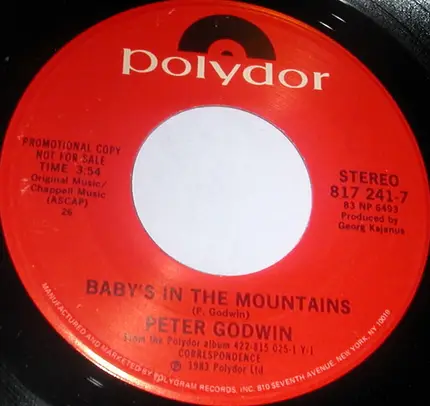 polydor
PROMOTIONAL COPY
NOT FOR SALE
TIME 3:54
Original Music/
Chappell Music
(ASCAP)
26
STEREO
817 241-7
83 NP 6493
Produced by
Georg Kajanus
BABY'S IN THE MOUNTAINS
(P. Godwin)
PETER GODWIN
from the Polydor album 422-815 025-1 Y-1
CORRESPONDENCE
℗ 1983 Polydor Ltd
MANUFACTURED AND MARKETED BY POLYGRAM RECORDS, INC. 810 SEVENTH AVENUE, NEW YORK, NY. 10019